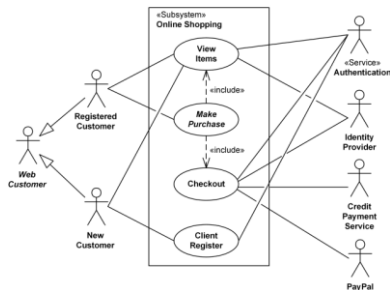 «Subsystem»
Online Shopping
View
Items
«Service»
Authentication
«include»
Registered
Customer
Make
Purchase
Identity
Provider
«include»
Web
Customer
Checkout
Credit
Payment
Service
New
Customer
Client
Register
PayPal